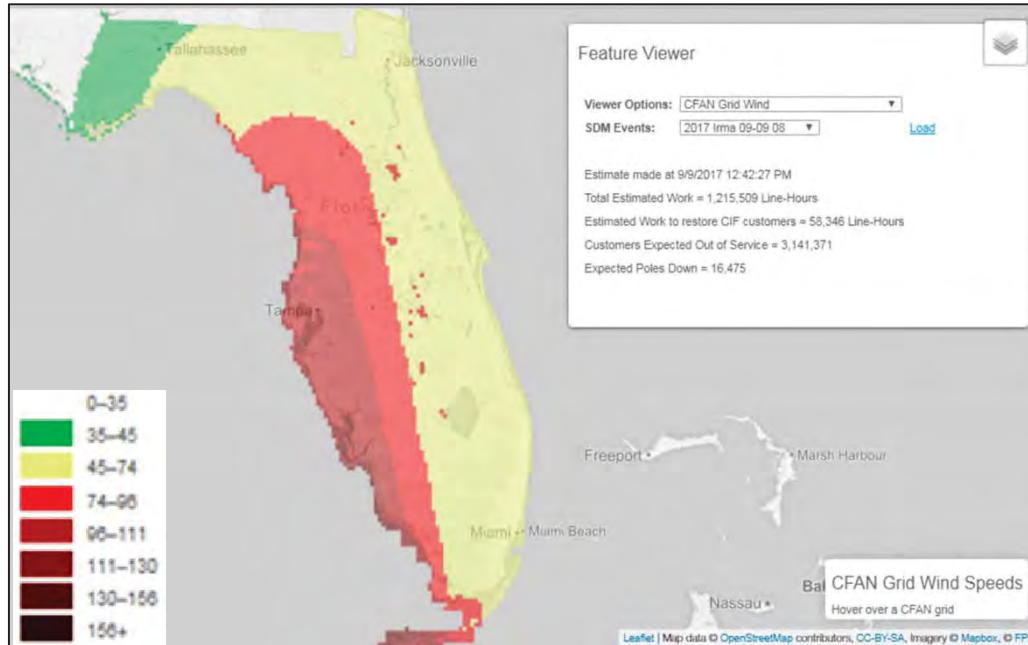 Tallahassee
Jacksonville
Tampa
Miami
Miami Beach
Freeport
Marsh Harbour
Nassau
Feature Viewer
Viewer Options: CFAN Grid Wind
SDM Events: 2017 Irma 09-09 08 Load
Estimate made at 9/9/2017 12:42:27 PM
Total Estimated Work = 1,215,509 Line-Hours
Estimated Work to restore CIF customers = 58,346 Line-Hours
Customers Expected Out of Service = 3,141,371
Expected Poles Down = 16,475
0–35
35–45
45–74
74–96
96–111
111–130
130–156
156+
CFAN Grid Wind Speeds
Hover over a CFAN grid
Leaflet | Map data © OpenStreetMap contributors, CC-BY-SA, Imagery © Mapbox, © FP